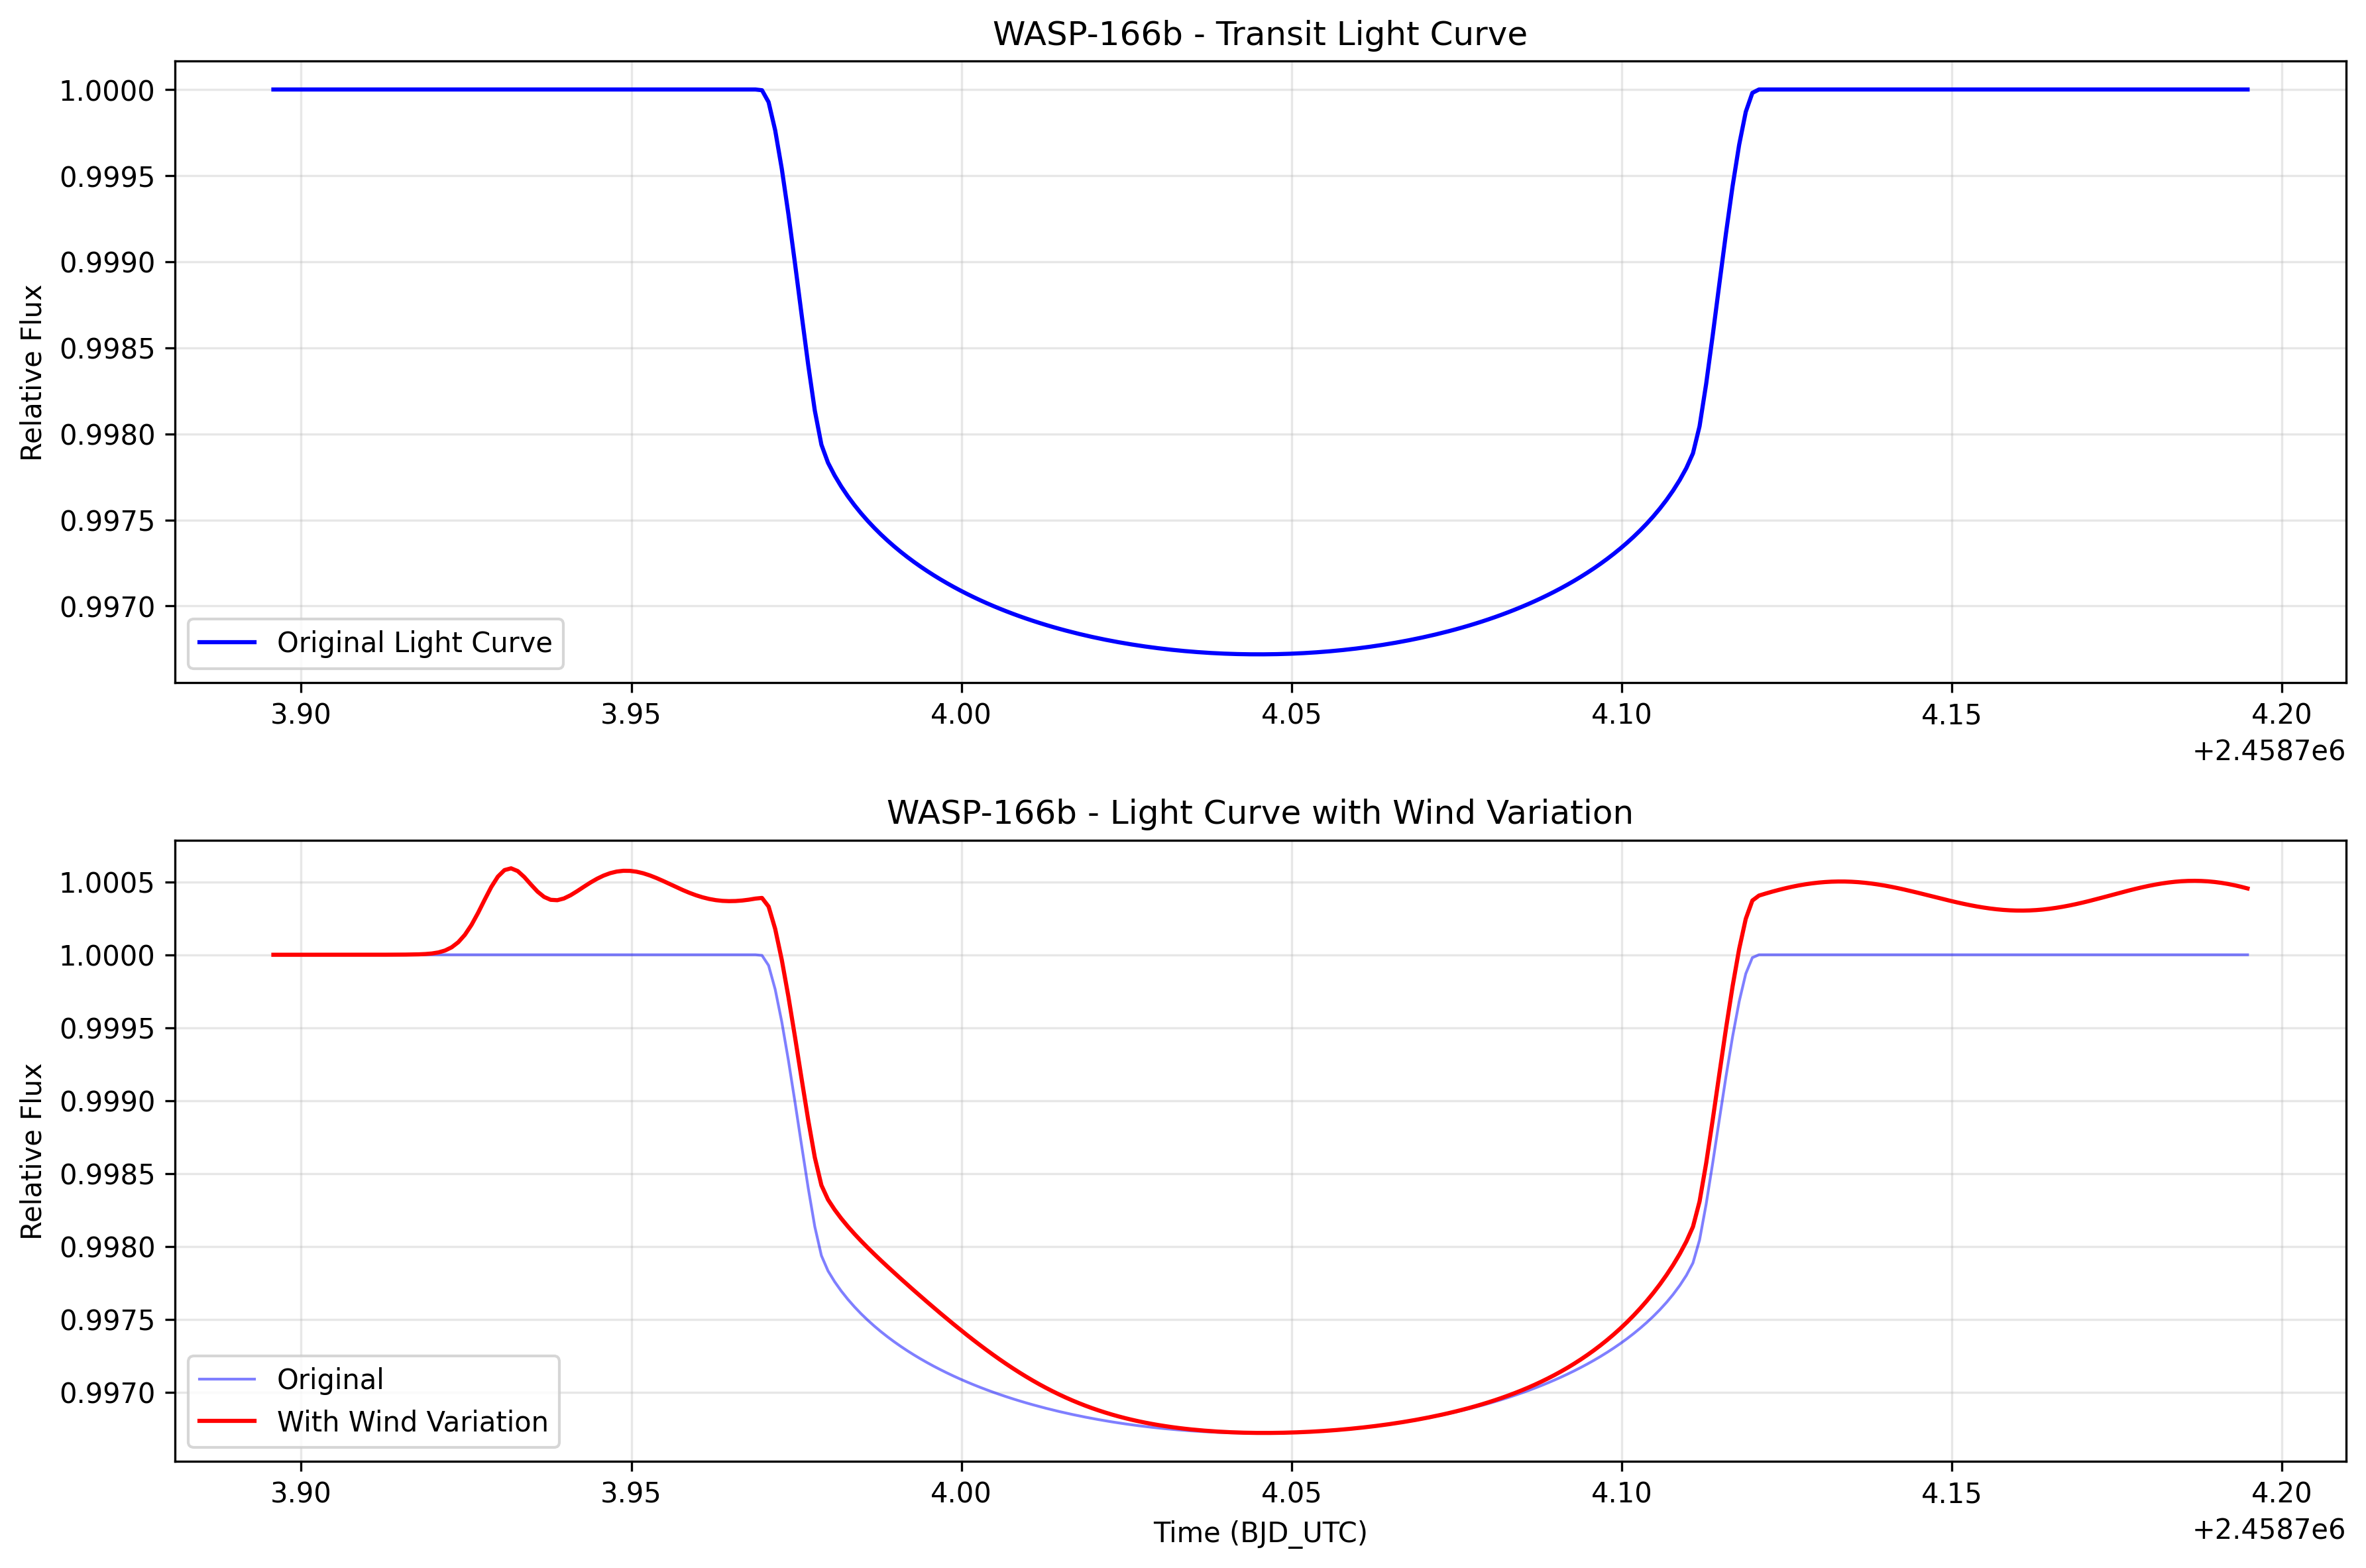 WASP-166b - Transit Light Curve
Relative Flux
1.0000
0.9995
0.9990
0.9985
0.9980
0.9975
0.9970
Original Light Curve
3.90 3.95 4.00 4.05 4.10 4.15 4.20
+2.4587e6
WASP-166b - Light Curve with Wind Variation
Relative Flux
1.0005
1.0000
0.9995
0.9990
0.9985
0.9980
0.9975
0.9970
Original
With Wind Variation
3.90 3.95 4.00 4.05 4.10 4.15 4.20
Time (BJD_UTC)
+2.4587e6